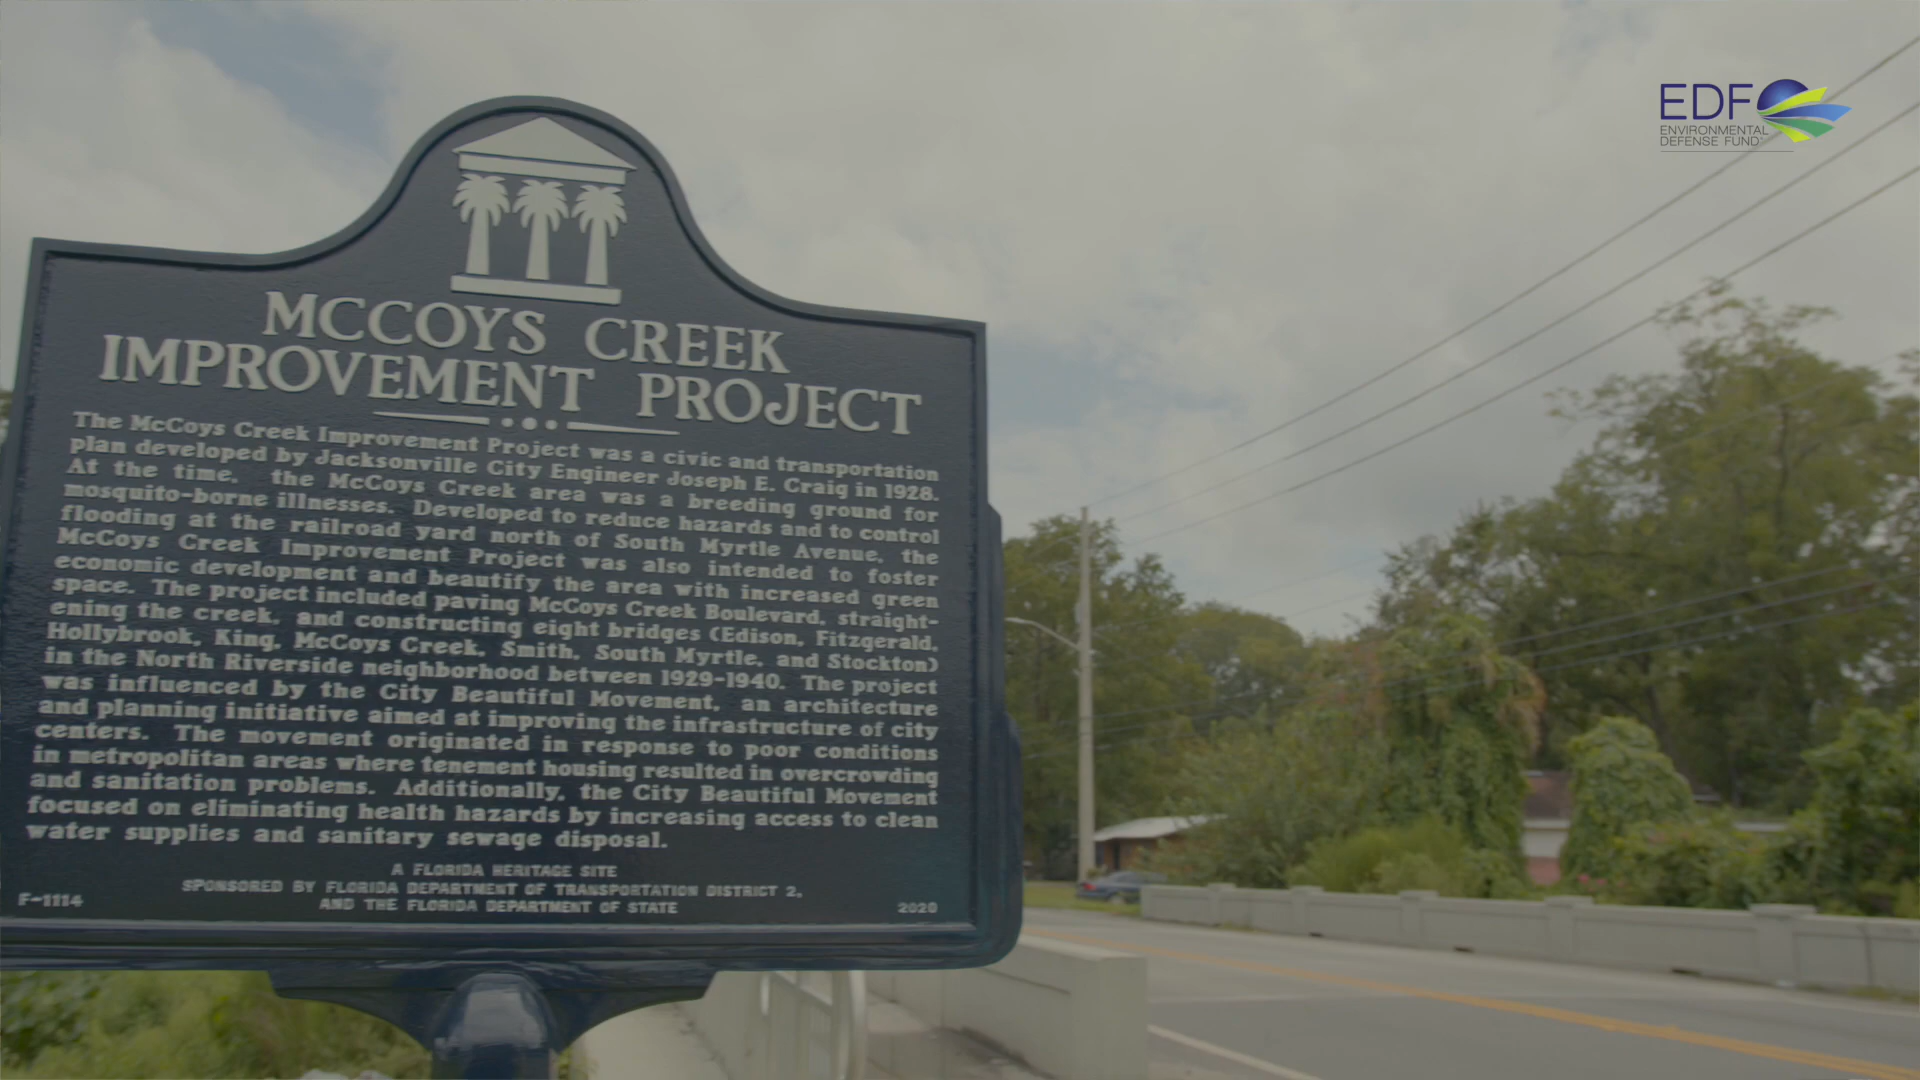 EDF
ENVIRONMENTAL
DEFENSE FUND
MCCOYS CREEK
IMPROVEMENT PROJECT
The McCoys Creek Improvement Project was a civic and transportation
plan developed by Jacksonville City Engineer Joseph E. Craig in 1928.
At the time, the McCoys Creek area was a breeding ground for
mosquito-borne illnesses. Developed to reduce hazards and to control
flooding at the railroad yard north of South Myrtle Avenue, the
McCoys Creek Improvement Project was also intended to foster
economic development and beautify the area with increased green
space. The project included paving McCoys Creek Boulevard, straight-
ening the creek, and constructing eight bridges (Edison, Fitzgerald,
Hollybrook, King, McCoys Creek, Smith, South Myrtle, and Stockton)
in the North Riverside neighborhood between 1929-1940. The project
was influenced by the City Beautiful Movement, an architecture
and planning initiative aimed at improving the infrastructure of city
centers. The movement originated in response to poor conditions
in metropolitan areas where tenement housing resulted in overcrowding
and sanitation problems. Additionally, the City Beautiful Movement
focused on eliminating health hazards by increasing access to clean
water supplies and sanitary sewage disposal.
A FLORIDA HERITAGE SITE
SPONSORED BY FLORIDA DEPARTMENT OF TRANSPORTATION DISTRICT 2,
AND THE FLORIDA DEPARTMENT OF STATE
F-1114
2020